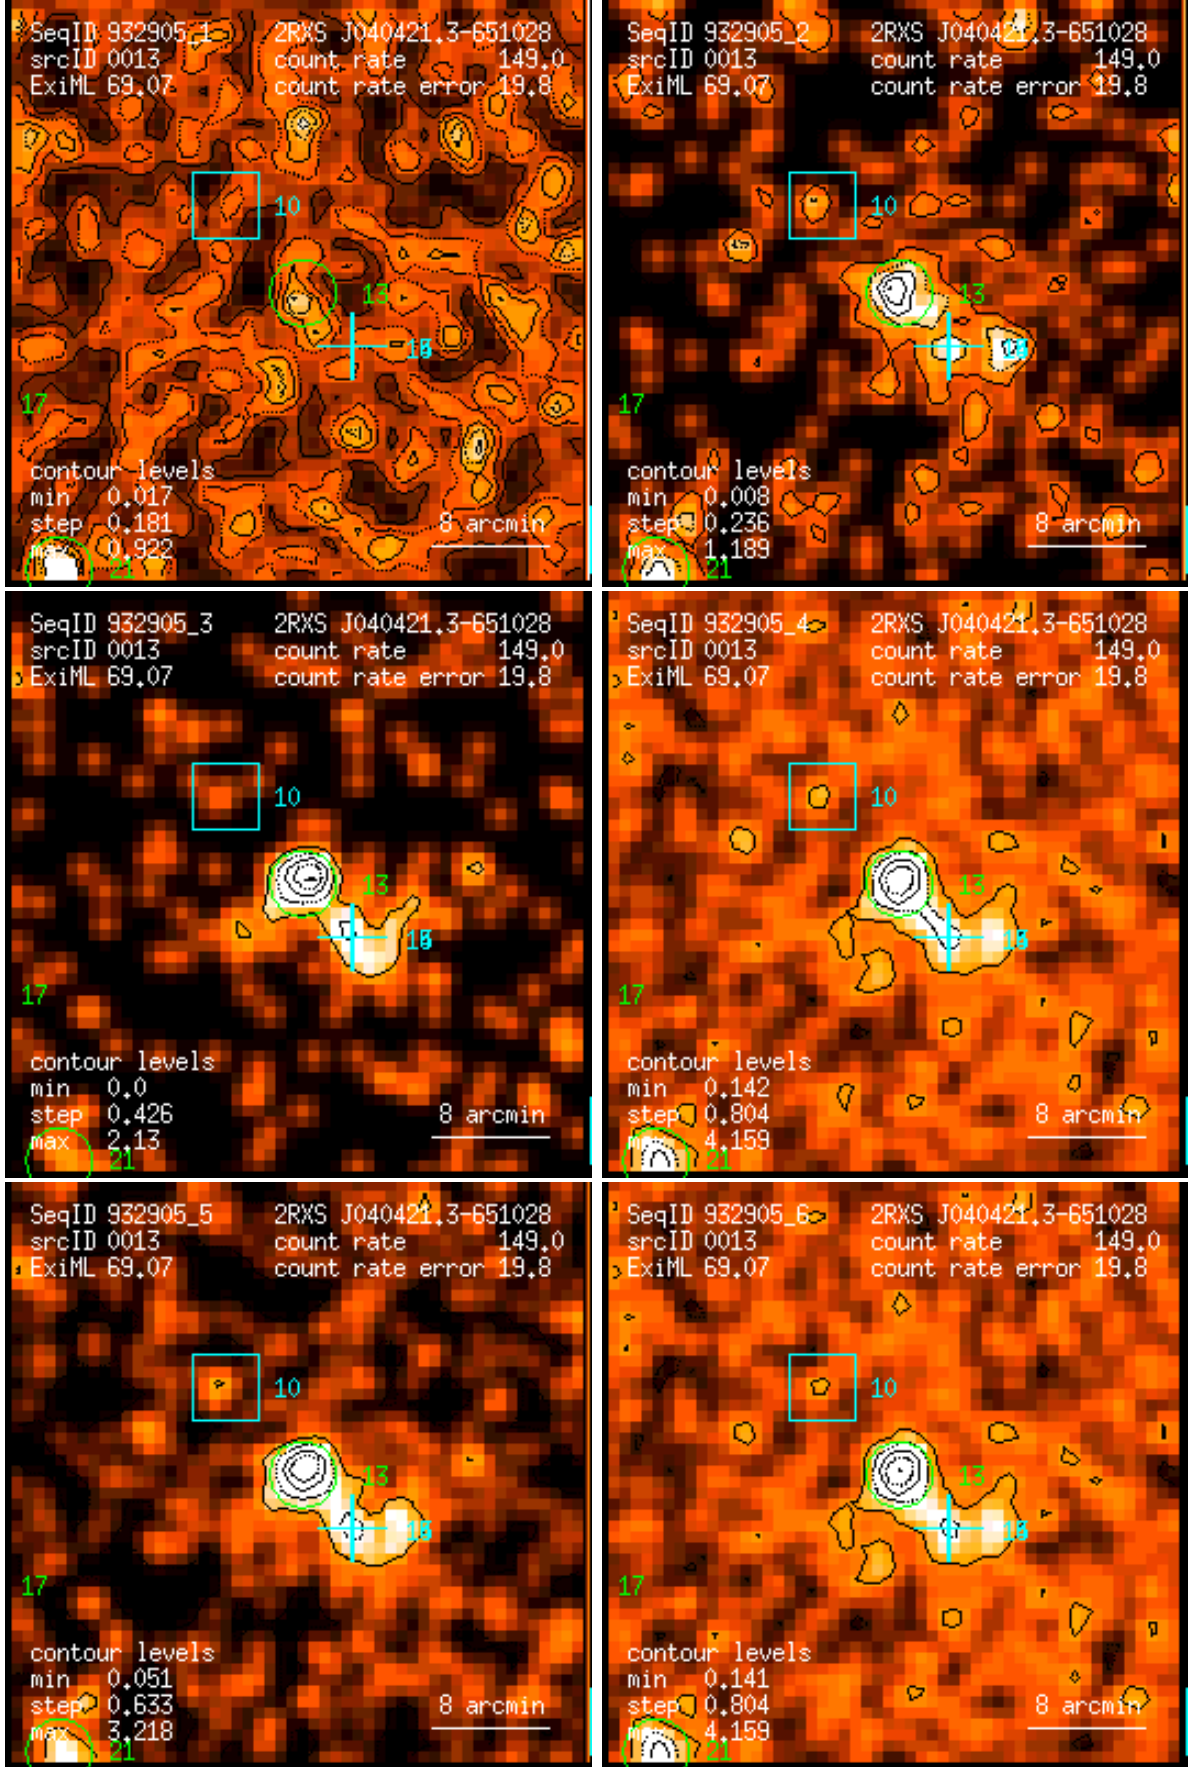 SeqID 932905_1 2RXS J040421.3-651028
srcID 0013 count rate 149.0
ExiML 69.07 count rate error 19.8
10
13
17
contour levels
min 0.017
step 0.181
8 arcmin
max 0.922
21
SeqID 932905_2 2RXS J040421.3-651028
srcID 0013 count rate 149.0
ExiML 69.07 count rate error 19.8
10
13
17
contour levels
min 0.008
step 0.236
8 arcmin
max 1.189
21
SeqID 932905_3 2RXS J040421.3-651028
srcID 0013 count rate 149.0
ExiML 69.07 count rate error 19.8
10
13
17
contour levels
min 0.0
step 0.426
8 arcmin
max 2.13
21
SeqID 932905_4 2RXS J040421.3-651028
srcID 0013 count rate 149.0
ExiML 69.07 count rate error 19.8
10
13
17
contour levels
min 0.142
step 0.804
8 arcmin
max 4.159
21
SeqID 932905_5 2RXS J040421.3-651028
srcID 0013 count rate 149.0
ExiML 69.07 count rate error 19.8
10
13
17
contour levels
min 0.051
step 0.633
8 arcmin
max 3.218
21
SeqID 932905_6 2RXS J040421.3-651028
srcID 0013 count rate 149.0
ExiML 69.07 count rate error 19.8
10
13
17
contour levels
min 0.141
step 0.804
8 arcmin
max 4.159
21